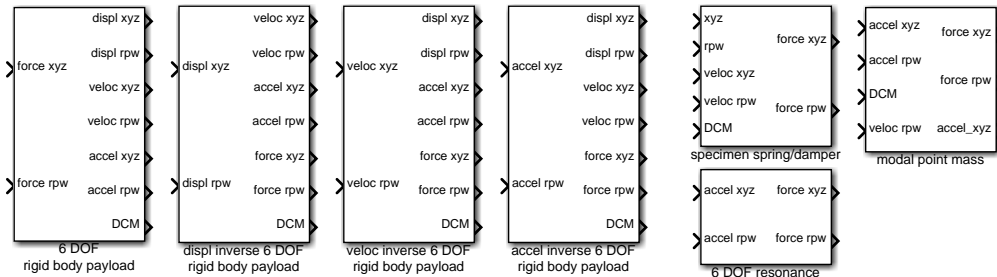 displ xyz
displ rpw
force xyz
veloc xyz
veloc rpw
accel xyz
force rpw
accel rpw
DCM
6 DOF
rigid body payload
veloc xyz
veloc rpw
displ xyz
accel xyz
accel rpw
force xyz
displ rpw
force rpw
DCM
displ inverse 6 DOF
rigid body payload
displ xyz
displ rpw
veloc xyz
accel xyz
accel rpw
force xyz
veloc rpw
force rpw
DCM
veloc inverse 6 DOF
rigid body payload
displ xyz
displ rpw
accel xyz
veloc xyz
veloc rpw
force xyz
accel rpw
force rpw
DCM
accel inverse 6 DOF
rigid body payload
xyz
rpw
force xyz
veloc xyz
veloc rpw
force rpw
DCM
specimen spring/damper
accel xyz
force xyz
accel rpw
force rpw
DCM
veloc rpw
accel_xyz
modal point mass
accel xyz
force xyz
accel rpw
force rpw
6 DOF resonance